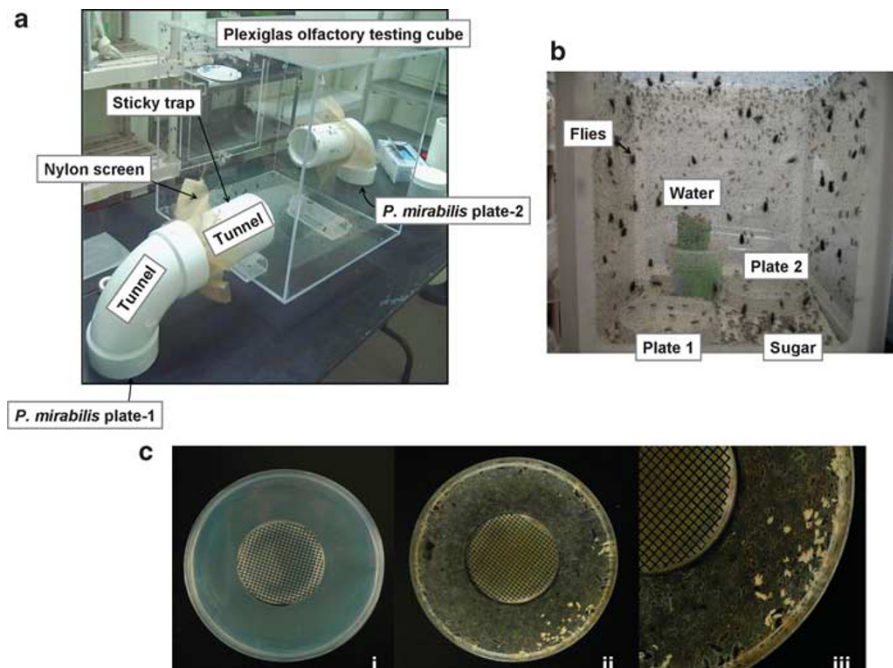 a
Plexiglas olfactory testing cube
Sticky trap
Nylon screen
Tunnel
Tunnel
P. mirabilis plate-2
P. mirabilis plate-1
b
Flies
Water
Plate 2
Plate 1
Sugar
c
i
ii
iii